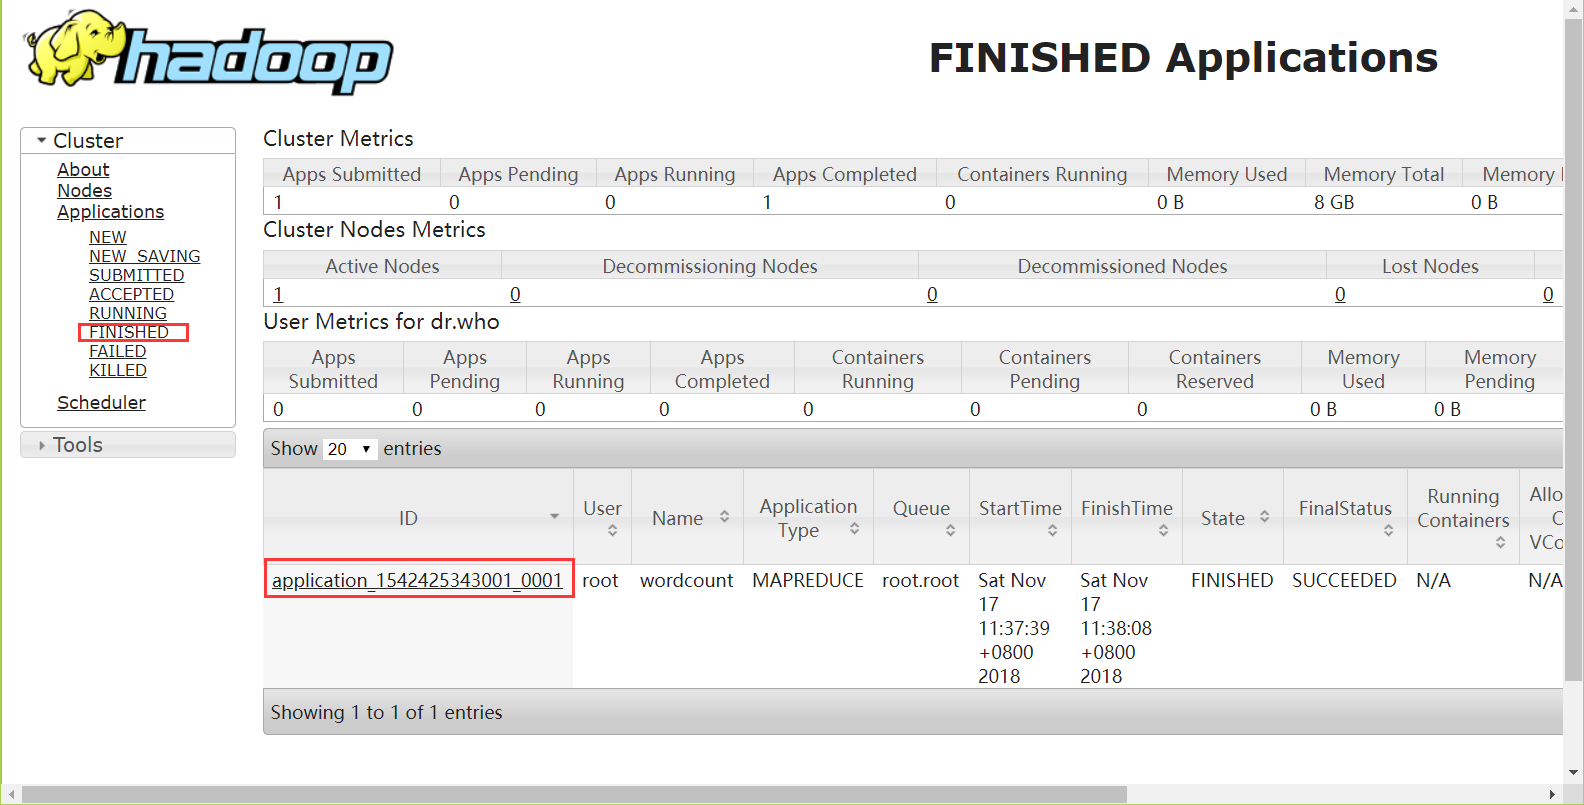 hadoop
FINISHED Applications
Cluster
About
Nodes
Applications
NEW
NEW_SAVING
SUBMITTED
ACCEPTED
RUNNING
FINISHED
FAILED
KILLED
Scheduler
Tools
Cluster Metrics
Apps Submitted Apps Pending Apps Running Apps Completed Containers Running Memory Used Memory Total Memory
1 0 0 1 0 0 B 8 GB 0 B
Cluster Nodes Metrics
Active Nodes Decommissioning Nodes Decommissioned Nodes Lost Nodes
1 0 0 0 0
User Metrics for dr.who
Apps Apps Apps Apps Containers Containers Containers Memory Memory
Submitted Pending Running Completed Running Pending Reserved Used Pending
0 0 0 0 0 0 0 0 B 0 B
Show 20 entries
ID User Name Application Type Queue StartTime FinishTime State FinalStatus Running Containers Allo C VCo
application_1542425343001_0001 root wordcount MAPREDUCE root.root Sat Nov Sat Nov FINISHED SUCCEEDED N/A N/A
17 17
11:37:39 11:38:08
+0800 +0800
2018 2018
Showing 1 to 1 of 1 entries